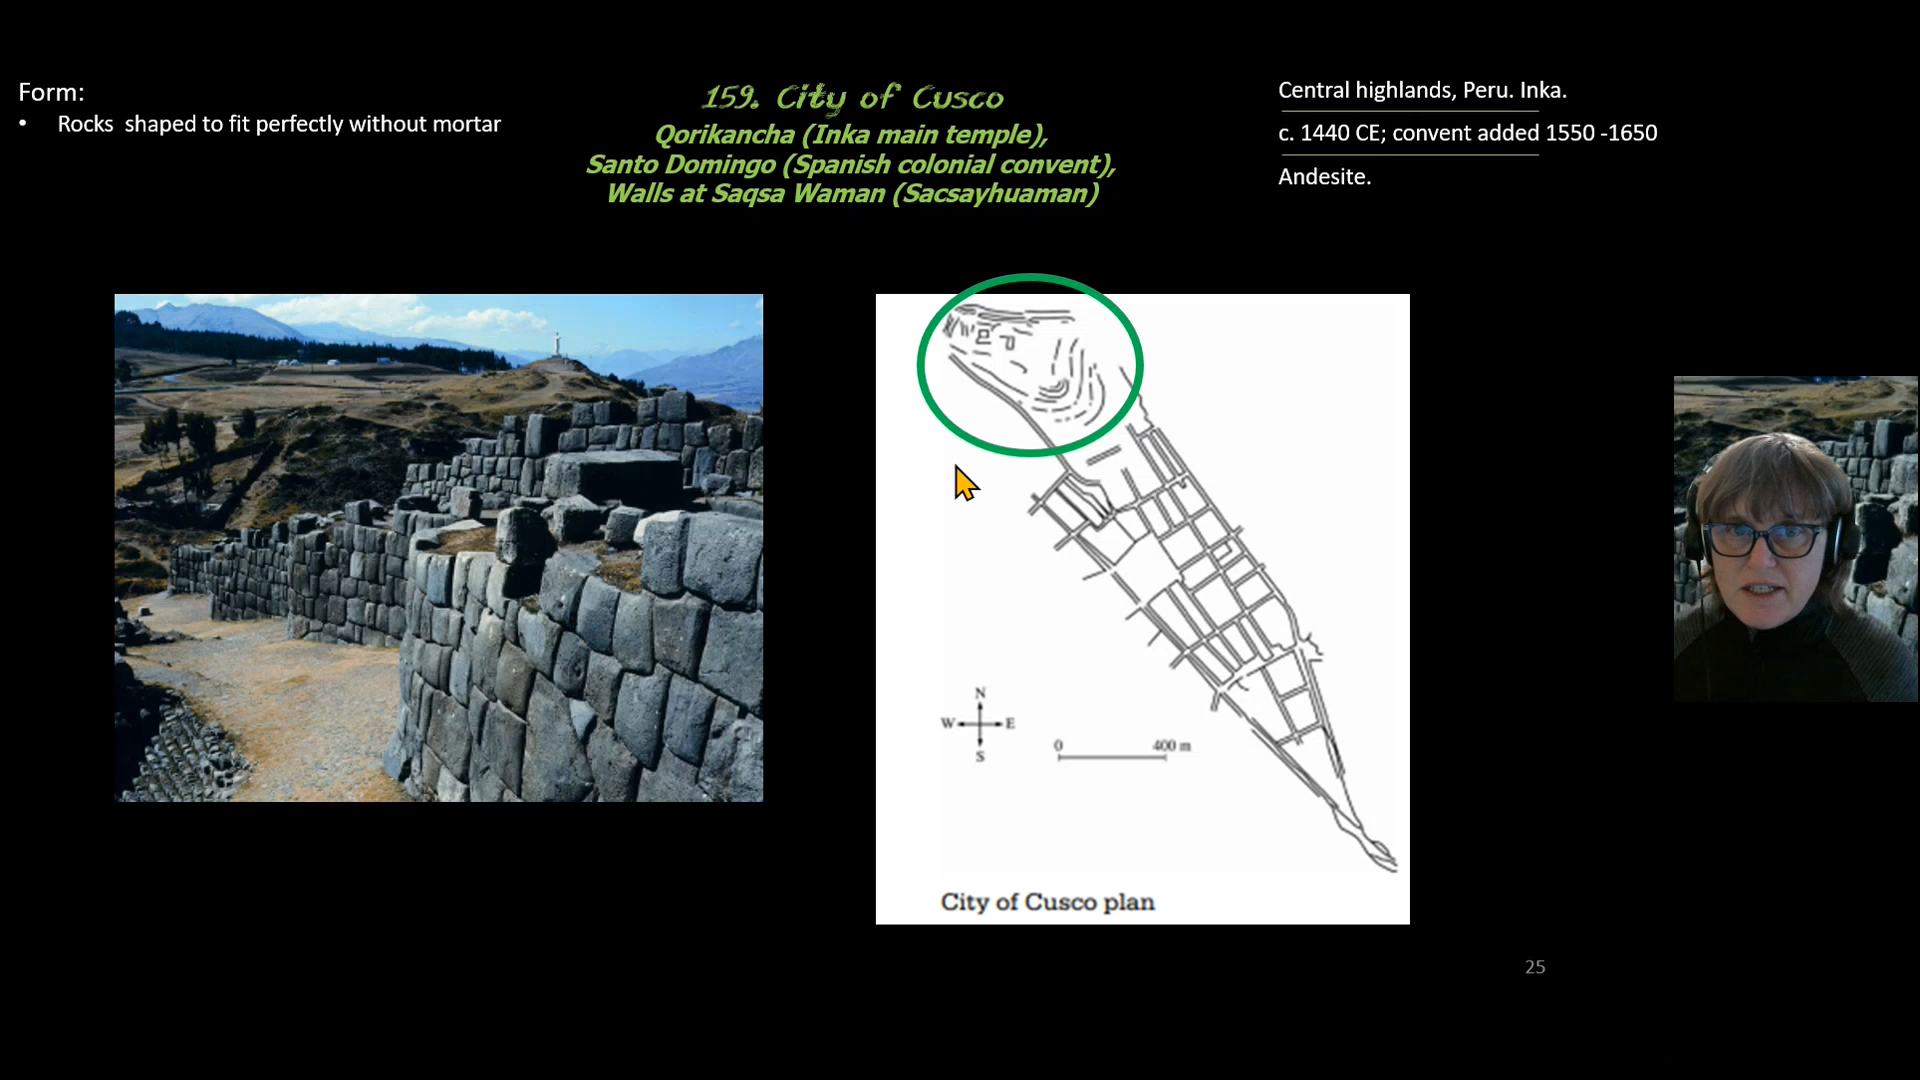 Form:
• Rocks shaped to fit perfectly without mortar
159. City of Cusco
Qorikancha (Inka main temple),
Santo Domingo (Spanish colonial convent),
Walls at Saqsa Waman (Sacsayhuaman)
Central highlands, Peru. Inka.
c. 1440 CE; convent added 1550 -1650
Andesite.
N
W E
S
0 400 m
City of Cusco plan
25